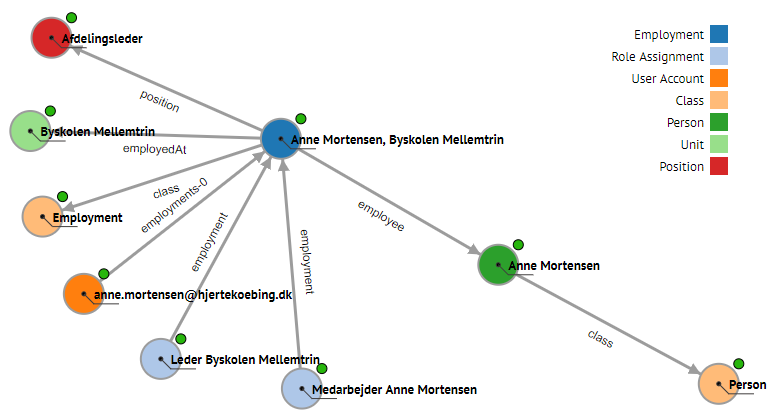 Afdelingsleder
position
Byskolen Mellemtrin
employedAt
Anne Mortensen, Byskolen Mellemtrin
class
Employment
employments-0
anne.mortensen@hjertekoebing.dk
employment
Leder Byskolen Mellemtrin
employment
Medarbejder Anne Mortensen
employee
Anne Mortensen
class
Person
Employment
Role Assignment
User Account
Class
Person
Unit
Position